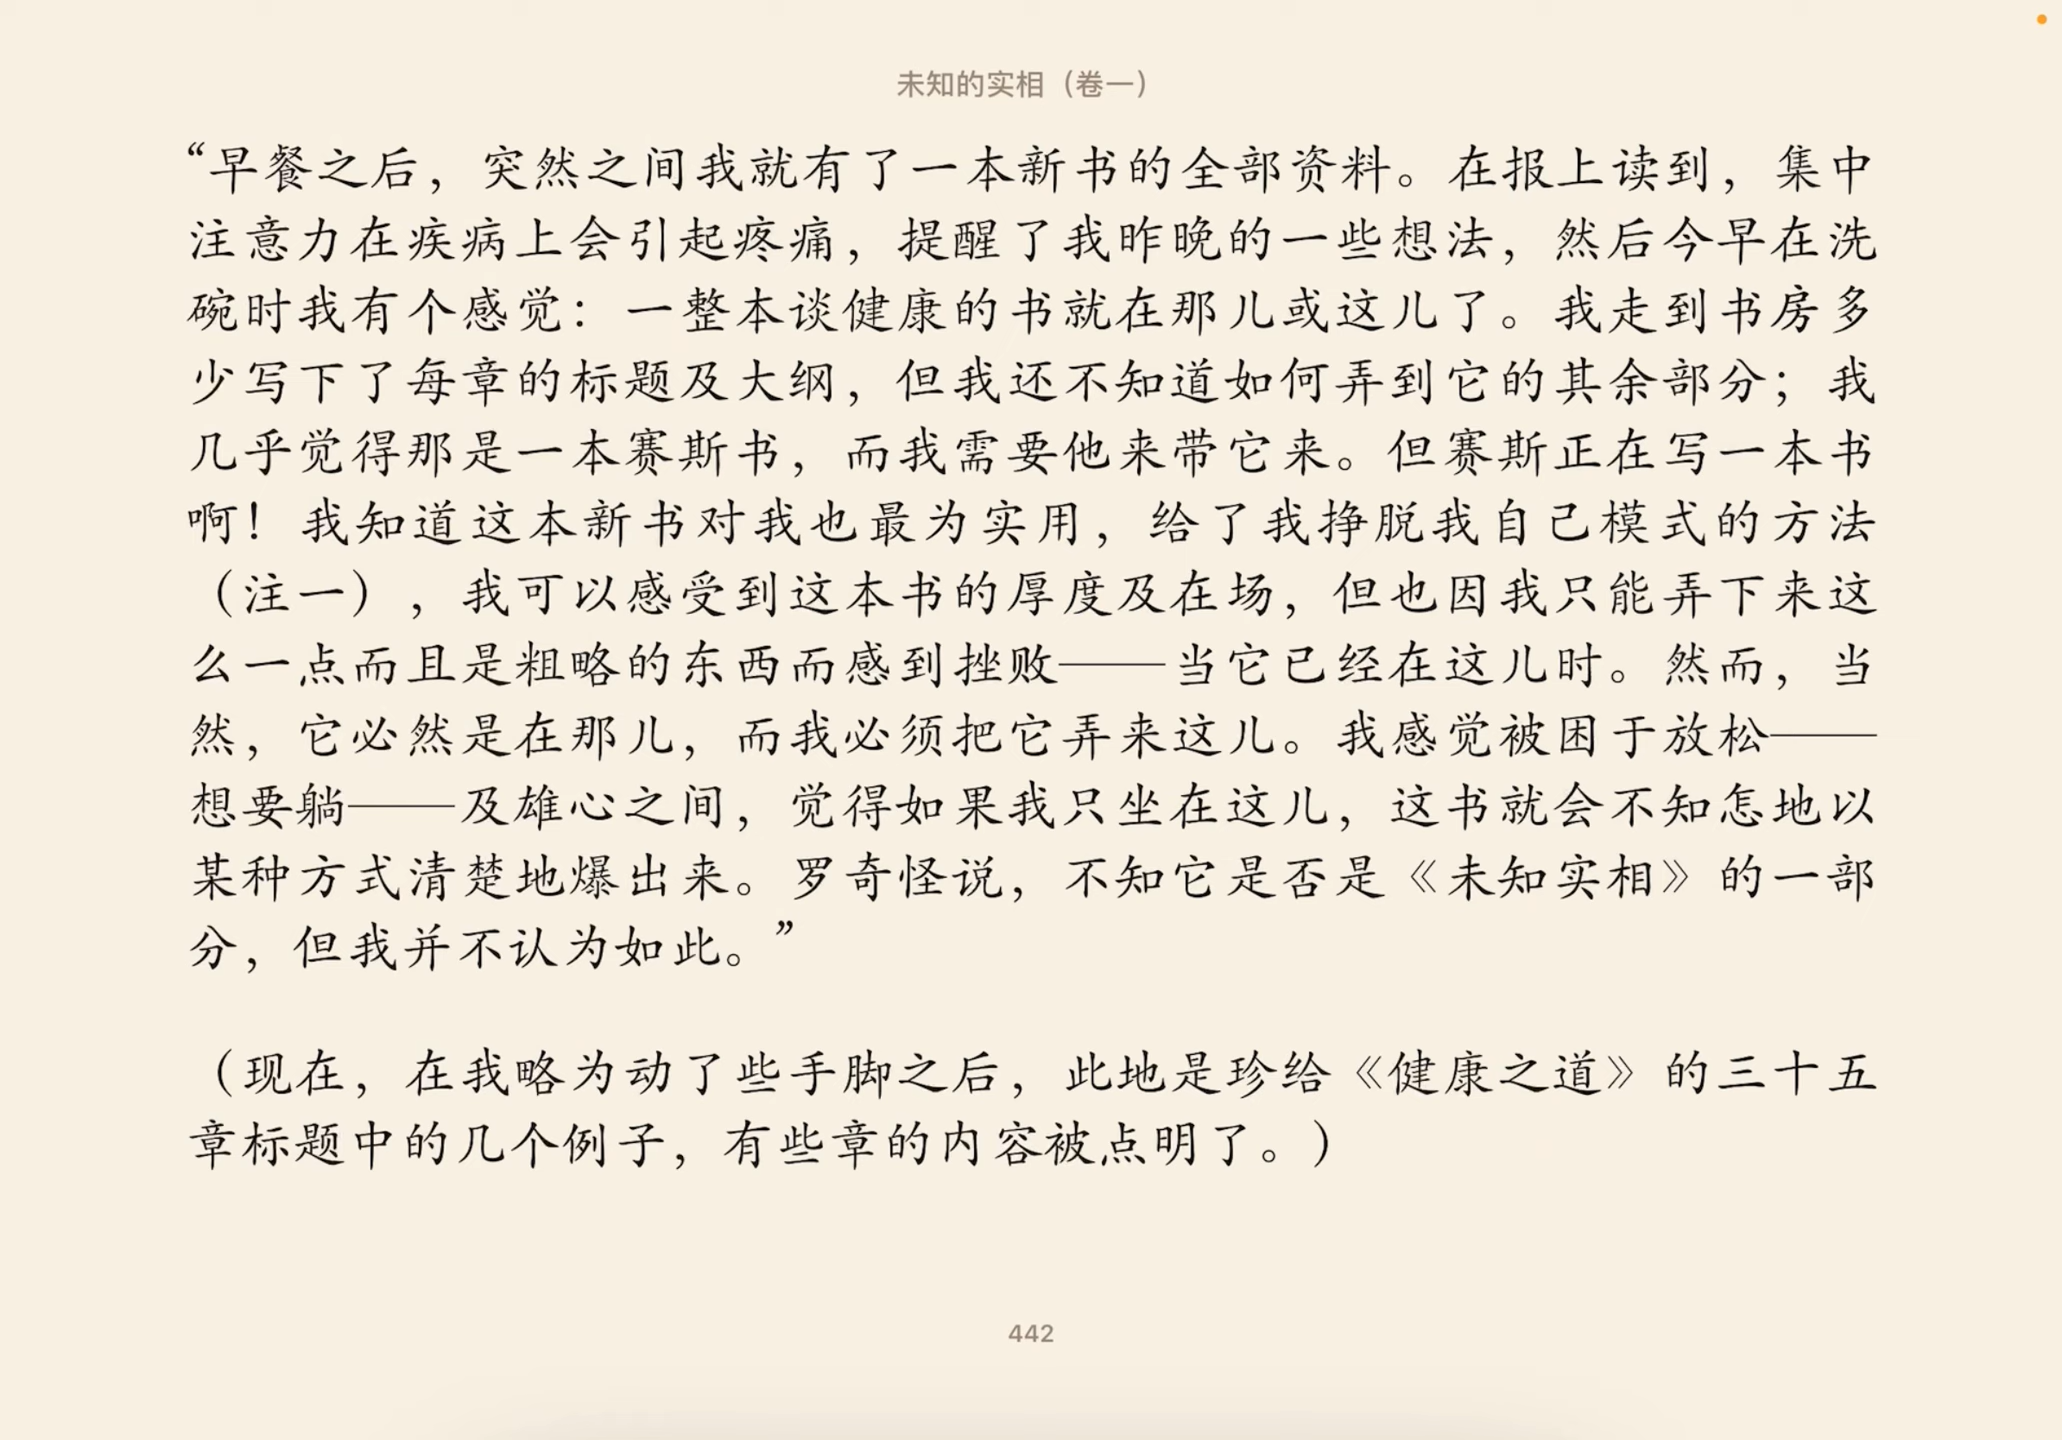 未知的实相（卷一）
“早餐之后，突然之间我就有了一本新书的全部资料。在报上读到，集中
注意力在疾病上会引起疼痛，提醒了我昨晚的一些想法，然后今早在洗
碗时我有个感觉：一整本谈健康的书就在那儿或这儿了。我走到书房多
少写下了每章的标题及大纲，但我还不知道如何弄到它的其余部分；我
几乎觉得那是一本赛斯书，而我需要他来带它来。但赛斯正在写一本书
啊！我知道这本新书对我也最为实用，给了我挣脱我自己模式的方法
（注一），我可以感受到这本书的厚度及在场，但也因我只能弄下来这
么一点而且是粗略的东西而感到挫败——当它已经在这儿时。然而，当
然，它必然是在那儿，而我必须把它弄来这儿。我感觉被困于放松——
想要躺——及雄心之间，觉得如果我只坐在这儿，这书就会不知怎地以
某种方式清楚地爆出来。罗奇怪说，不知它是否是《未知实相》的一部
分，但我并不认为如此。”
（现在，在我略为动了些手脚之后，此地是珍给《健康之道》的三十五
章标题中的几个例子，有些章的内容被点明了。）
442